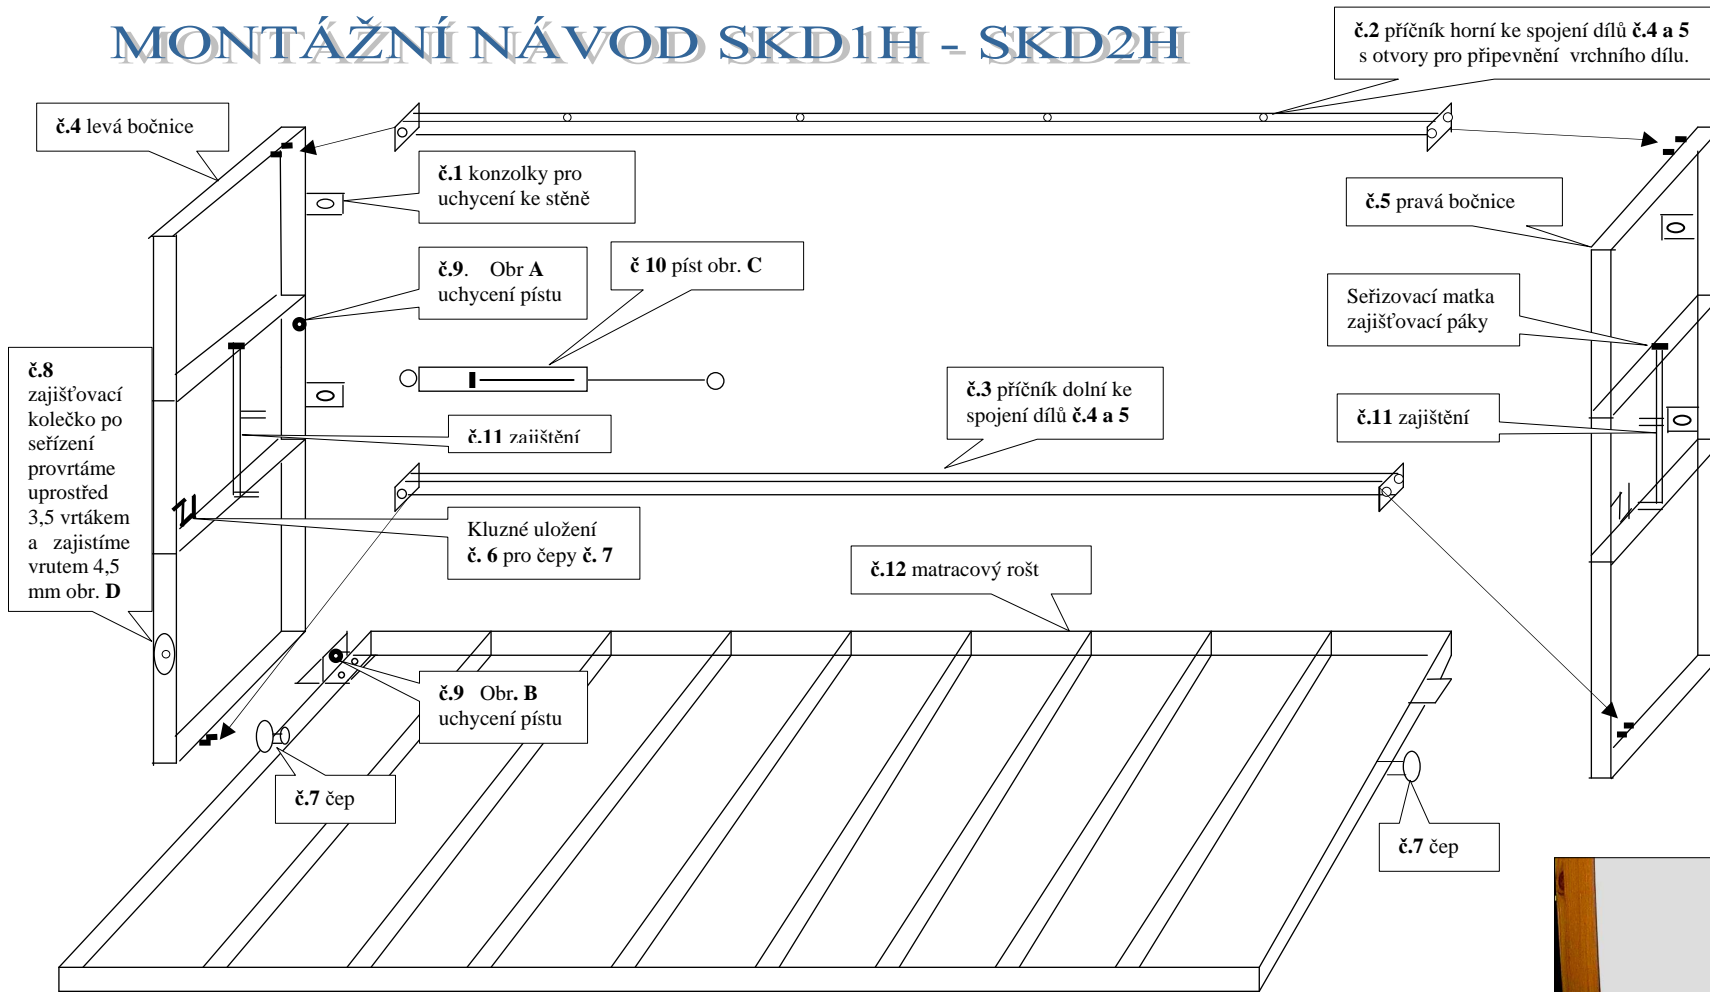 MONTÁŽNÍ NÁVOD SKD1H - SKD2H
č.2 příčník horní ke spojení dílů č.4 a 5
s otvory pro připevnění vrchního dílu.
č.4 levá bočnice
č.1 konzolky pro
uchycení ke stěně
č.5 pravá bočnice
č.9. Obr A
uchycení pístu
č 10 píst obr. C
Seřizovací matka
zajišťovací páky
č.8
zajišťovací
kolečko po
seřízení
provrtáme
uprostřed
3,5 vrtákem
a zajistíme
vrutem 4,5
mm obr. D
č.3 příčník dolní ke
spojení dílů č.4 a 5
č.11 zajištění
č.11 zajištění
Kluzné uložení
č. 6 pro čepy č. 7
č.12 matracový rošt
č.9 Obr. B
uchycení pístu
č.7 čep
č.7 čep